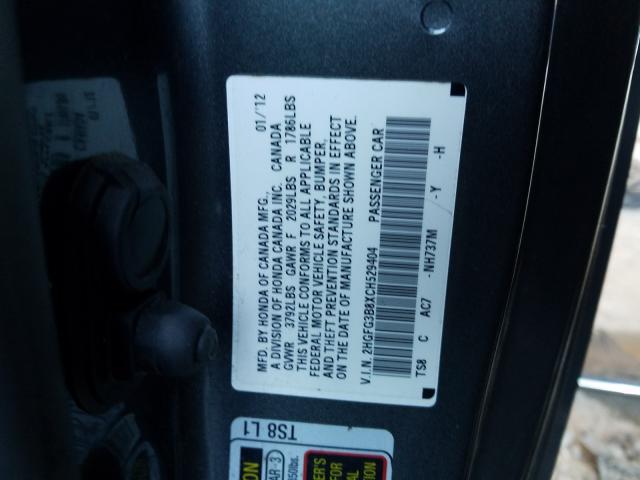 MFD. BY HONDA OF CANADA MFG., 01/12
A DIVISION OF HONDA CANADA INC. CANADA
GVWR 3792LBS GAWR F 2029LBS R 1786LBS
THIS VEHICLE CONFORMS TO ALL APPLICABLE
FEDERAL MOTOR VEHICLE SAFETY, BUMPER,
AND THEFT PREVENTION STANDARDS IN EFFECT
ON THE DATE OF MANUFACTURE SHOWN ABOVE.
V.I.N. 2HGFG3B8XCH529404 PASSENGER CAR
TS8 C AC7 -NH737M -Y -H
TS8 L1